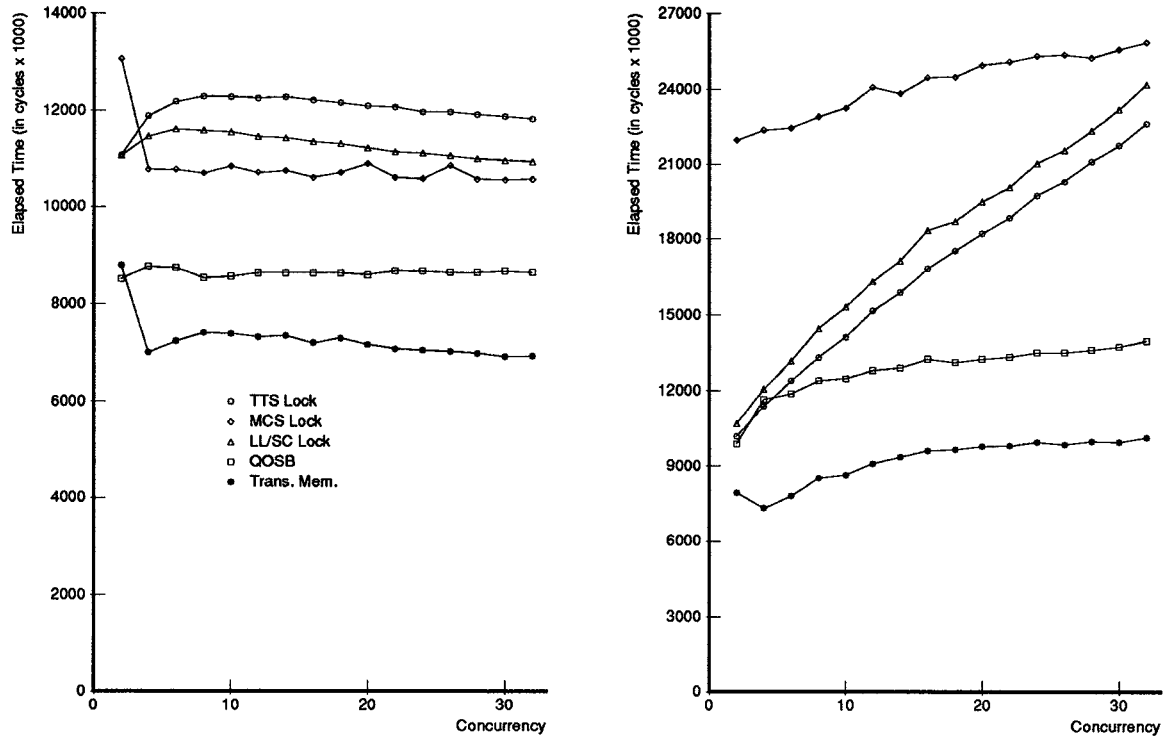 14000
12000
10000
8000
6000
4000
2000
0
Elapsed Time (in cycles x 1000)
TTS Lock
MCS Lock
LL/SC Lock
QOSB
Trans. Mem.
0
10
20
30
Concurrency
27000
24000
21000
18000
15000
12000
9000
6000
3000
0
Elapsed Time (in cycles x 1000)
0
10
20
30
Concurrency